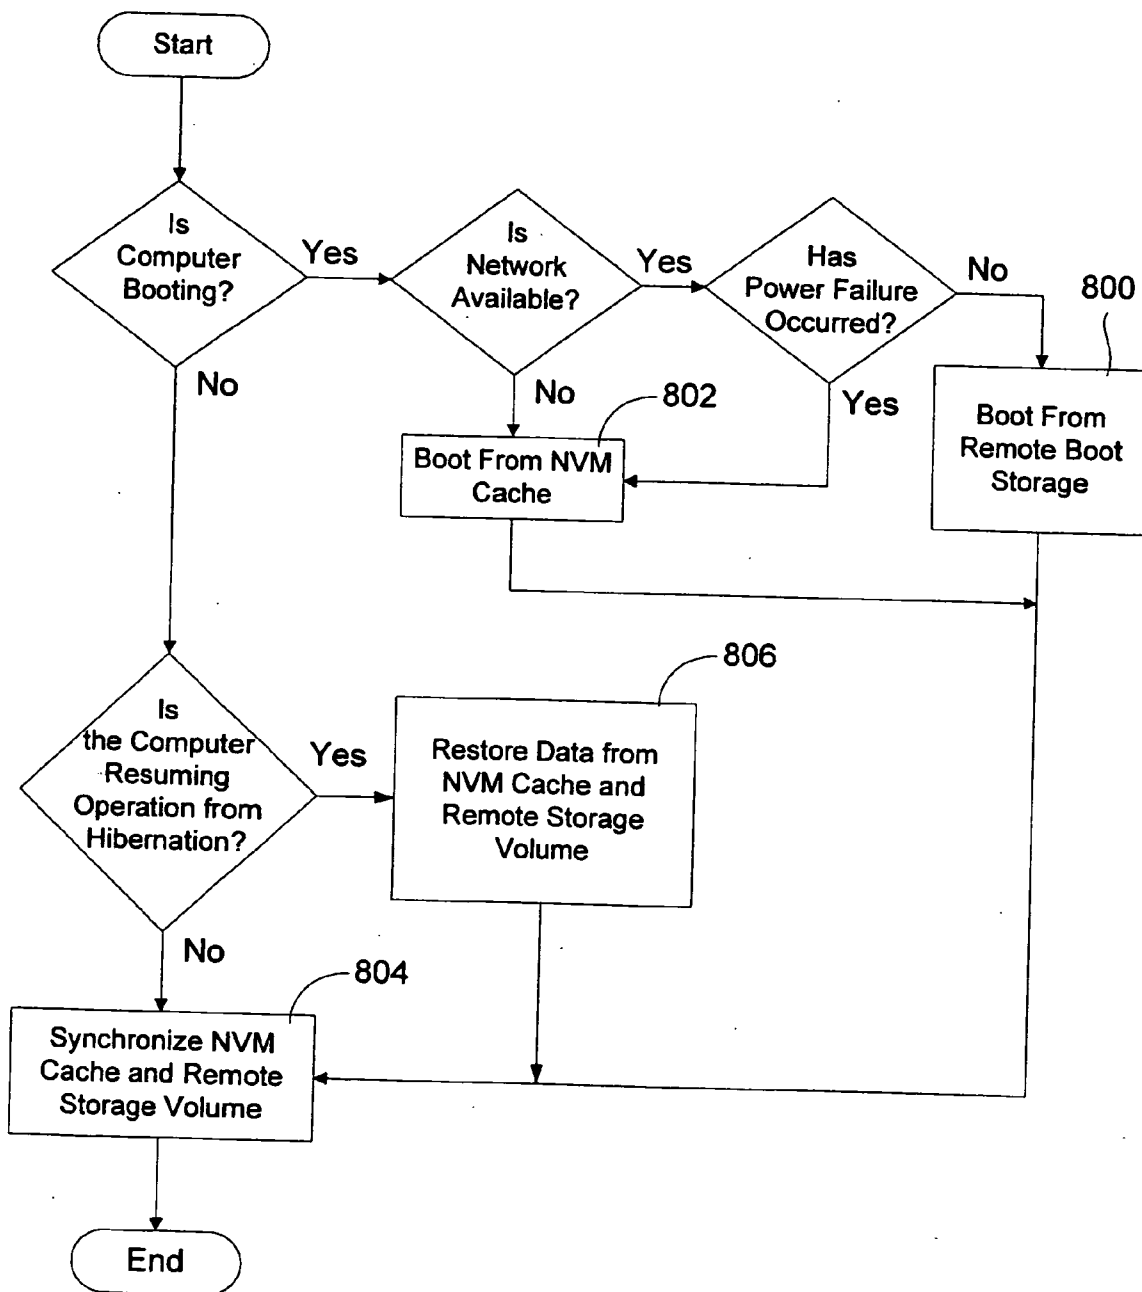 Start
Is
Computer
Booting?
Yes
Is
Network
Available?
Yes
Has
Power Failure
Occurred?
No
800
No
No
802
Yes
Boot From NVM
Cache
Boot From
Remote Boot
Storage
806
Is
the Computer
Resuming
Operation from
Hibernation?
Yes
Restore Data from
NVM Cache and
Remote Storage
Volume
No
804
Synchronize NVM
Cache and Remote
Storage Volume
End